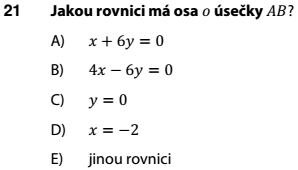 21 Jakou rovnici má osa o úsečky AB?
A) x + 6y = 0
B) 4x − 6y = 0
C) y = 0
D) x = −2
E) jinou rovnici